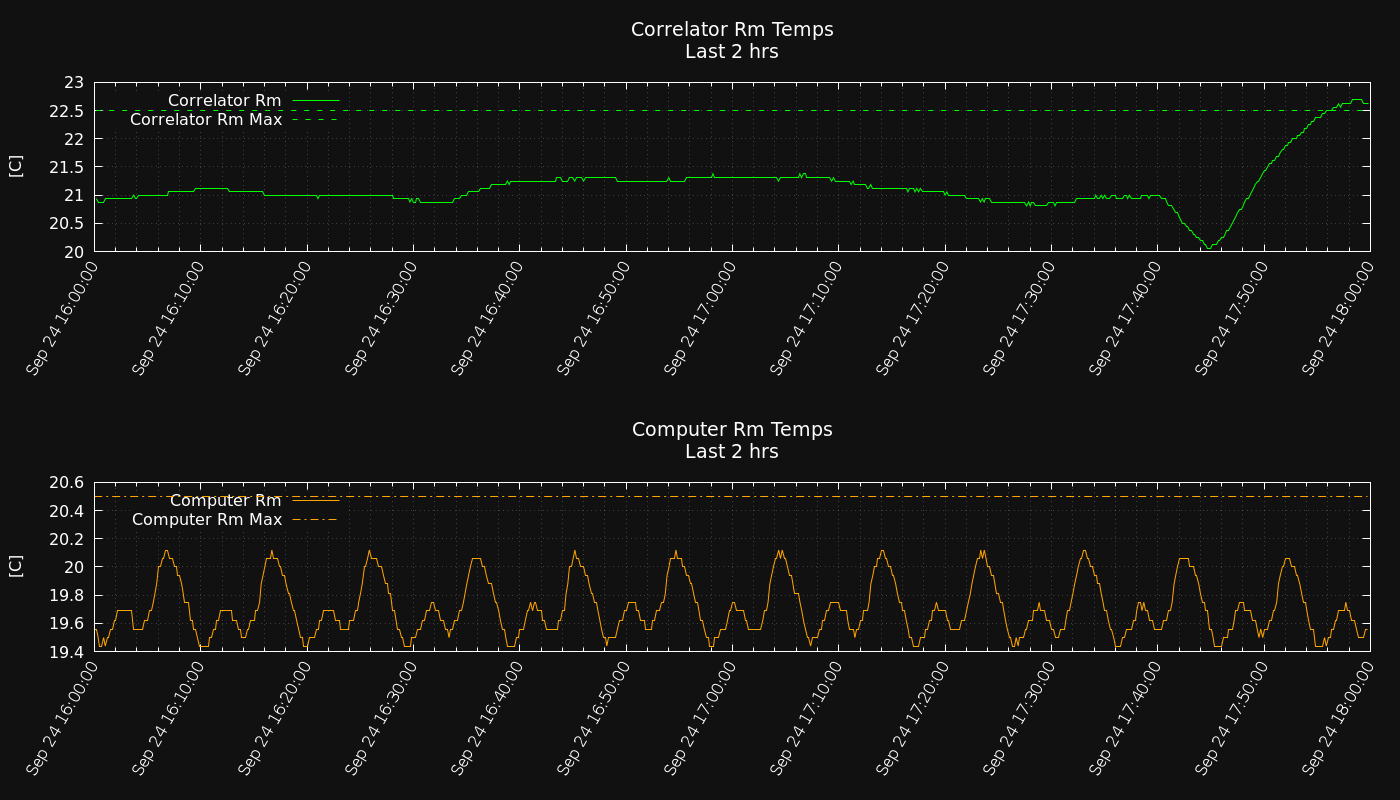 Correlator Rm Temps
Last 2 hrs
23
22.5
22
21.5
21
20.5
20
[C]
Correlator Rm
Correlator Rm Max
Sep 24 16:00:00
Sep 24 16:10:00
Sep 24 16:20:00
Sep 24 16:30:00
Sep 24 16:40:00
Sep 24 16:50:00
Sep 24 17:00:00
Sep 24 17:10:00
Sep 24 17:20:00
Sep 24 17:30:00
Sep 24 17:40:00
Sep 24 17:50:00
Sep 24 18:00:00
Computer Rm Temps
Last 2 hrs
20.6
20.4
20.2
20
19.8
19.6
19.4
[C]
Computer Rm
Computer Rm Max
Sep 24 16:00:00
Sep 24 16:10:00
Sep 24 16:20:00
Sep 24 16:30:00
Sep 24 16:40:00
Sep 24 16:50:00
Sep 24 17:00:00
Sep 24 17:10:00
Sep 24 17:20:00
Sep 24 17:30:00
Sep 24 17:40:00
Sep 24 17:50:00
Sep 24 18:00:00